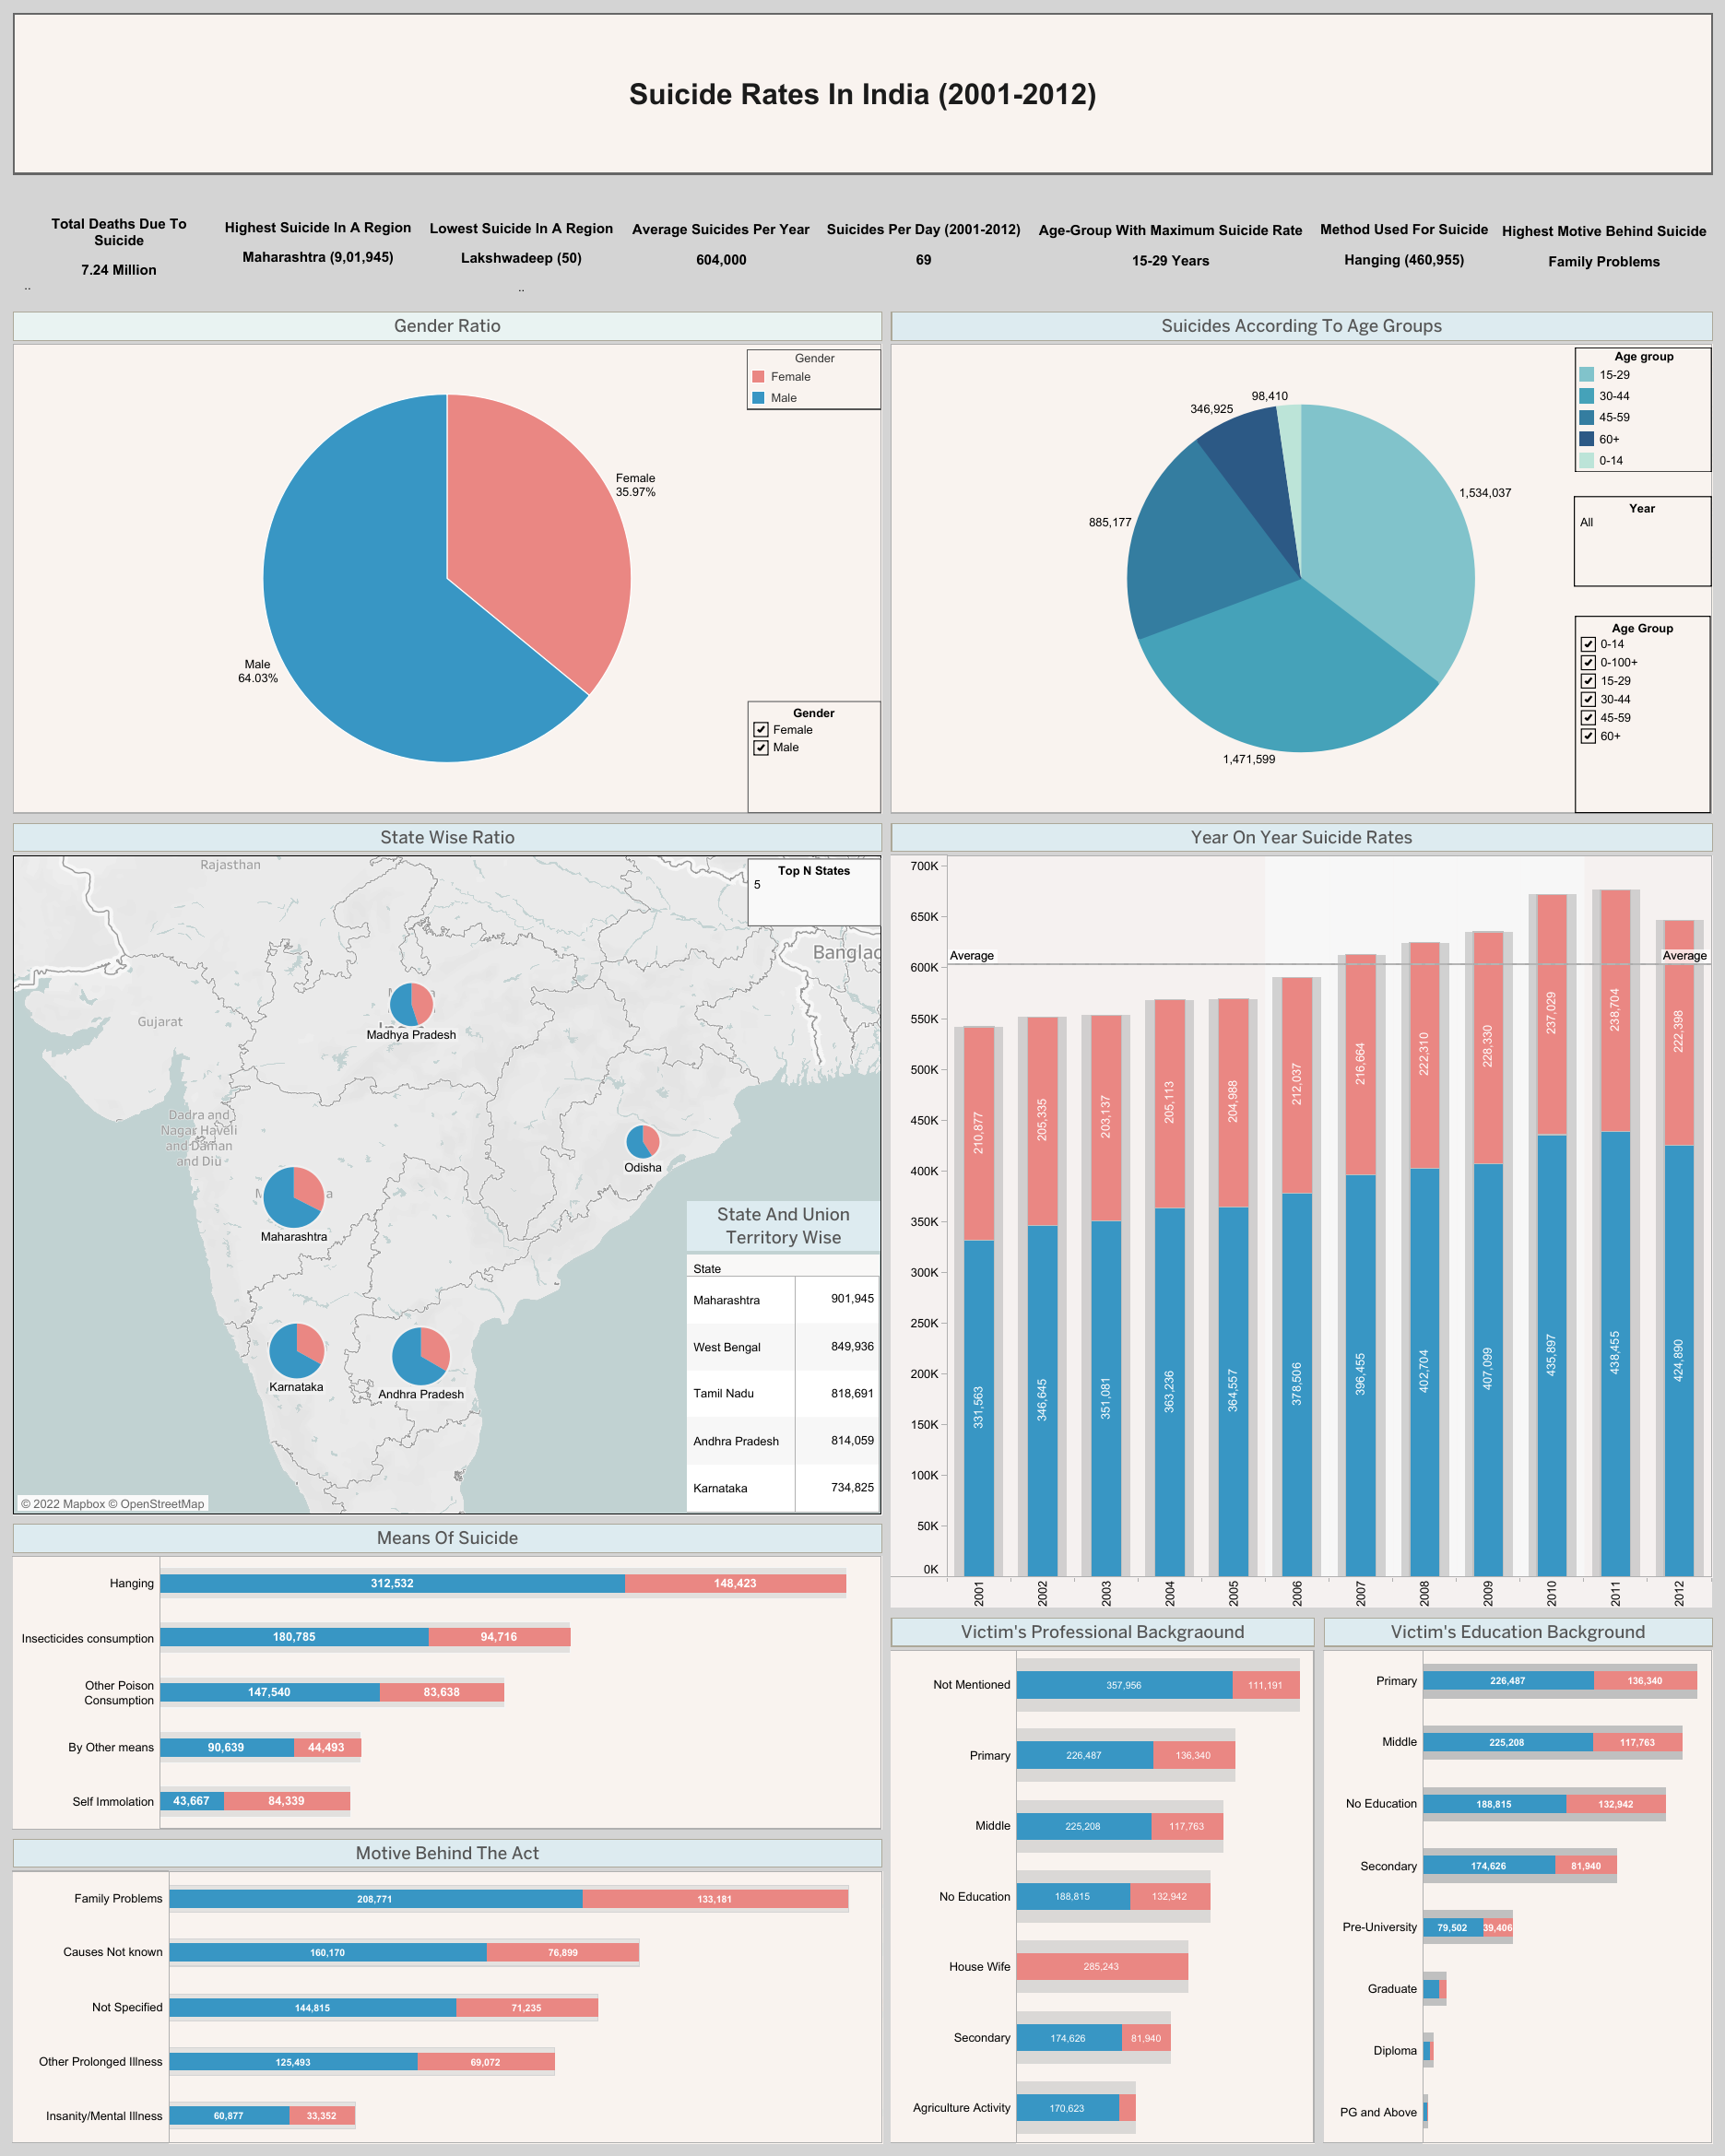 Suicide Rates In India (2001-2012)
Total Deaths Due To
Suicide
7.24 Million
Highest Suicide In A Region
Maharashtra (9,01,945)
Lowest Suicide In A Region
Lakshwadeep (50)
Average Suicides Per Year
604,000
Suicides Per Day (2001-2012)
69
Age-Group With Maximum Suicide Rate
15-29 Years
Method Used For Suicide
Hanging (460,955)
Highest Motive Behind Suicide
Family Problems
..
..
Gender Ratio
Gender
Female
Male
Female
35.97%
Male
64.03%
Gender
Female
Male
Suicides According To Age Groups
Age group
15-29
30-44
45-59
60+
0-14
98,410
346,925
1,534,037
885,177
1,471,599
Year
All
Age Group
0-14
0-100+
15-29
30-44
45-59
60+
State Wise Ratio
Rajasthan
Top N States
5
Banglad
Gujarat
Madhya Pradesh
Dadra and
Nagar Haveli
and Daman
and Diu
Odisha
Maharashtra
Karnataka
Andhra Pradesh
© 2022 Mapbox © OpenStreetMap
State And Union
Territory Wise
State
Maharashtra 901,945
West Bengal 849,936
Tamil Nadu 818,691
Andhra Pradesh 814,059
Karnataka 734,825
Year On Year Suicide Rates
700K
650K
600K
550K
500K
450K
400K
350K
300K
250K
200K
150K
100K
50K
0K
Average
Average
210,877
205,335
203,137
205,113
204,988
212,037
216,664
222,310
228,330
237,029
238,704
222,398
331,563
346,645
351,081
363,236
364,557
378,506
396,455
402,704
407,099
435,897
438,455
424,890
2001
2002
2003
2004
2005
2006
2007
2008
2009
2010
2011
2012
Means Of Suicide
Hanging 312,532 148,423
Insecticides consumption 180,785 94,716
Other Poison
Consumption
147,540 83,638
By Other means 90,639 44,493
Self Immolation 43,667 84,339
Motive Behind The Act
Family Problems 208,771 133,181
Causes Not known 160,170 76,899
Not Specified 144,815 71,235
Other Prolonged Illness 125,493 69,072
Insanity/Mental Illness 60,877 33,352
Victim's Professional Backgraound
Not Mentioned 357,956 111,191
Primary 226,487 136,340
Middle 225,208 117,763
No Education 188,815 132,942
House Wife 285,243
Secondary 174,626 81,940
Agriculture Activity 170,623
Victim's Education Background
Primary 226,487 136,340
Middle 225,208 117,763
No Education 188,815 132,942
Secondary 174,626 81,940
Pre-University 79,502 39,406
Graduate
Diploma
PG and Above